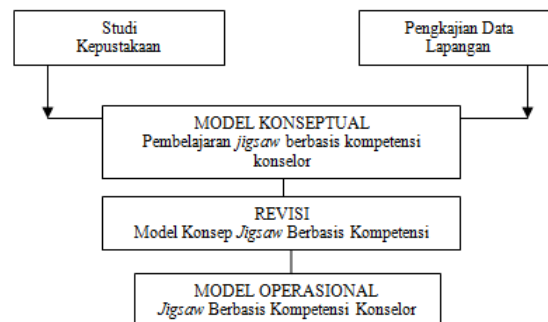 Studi
Kepustakaan
Pengkajian Data
Lapangan
MODEL KONSEPTUAL
Pembelajaran jigsaw berbasis kompetensi
konselor
REVISI
Model Konsep Jigsaw Berbasis Kompetensi
MODEL OPERASIONAL
Jigsaw Berbasis Kompetensi Konselor